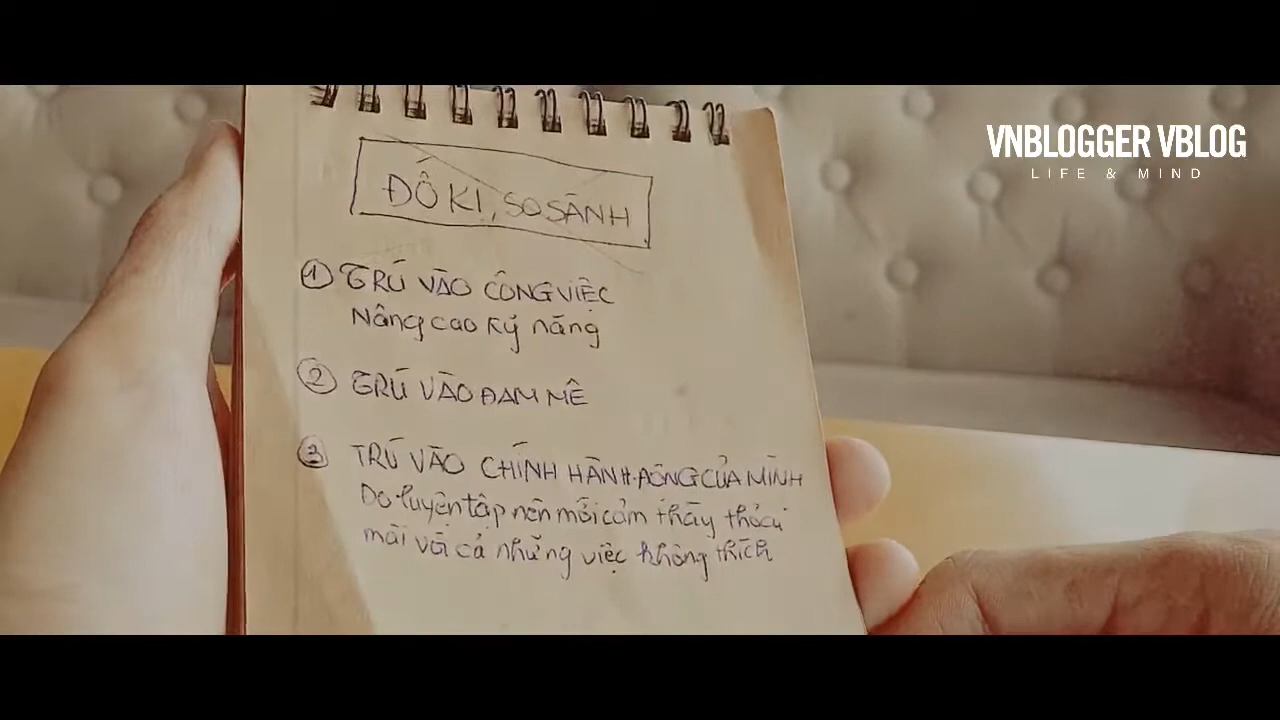 VNBLOGGER VBLOG
LIFE & MIND
ĐỐ KỊ, SO SÁNH
① TRÚ VÀO CÔNG VIỆC
Nâng cao kỹ năng
② TRÚ VÀO ĐAM MÊ
③ TRÚ VÀO CHÍNH HÀNH ĐỘNG CỦA MÌNH
Do luyện tập nên mới cảm thấy thoải
mái với cả những việc không thích